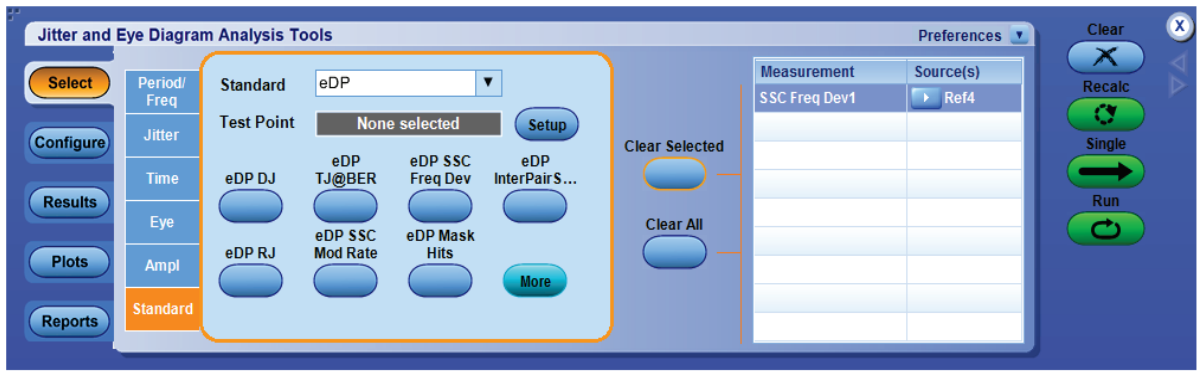 Jitter and Eye Diagram Analysis Tools
Preferences
Clear
X
Select
Configure
Results
Plots
Reports
Period/
Freq
Jitter
Time
Eye
Ampl
Standard
Standard
eDP
Test Point
None selected
Setup
eDP DJ
eDP
TJ@BER
eDP SSC
Freq Dev
eDP
InterPairS...
eDP RJ
eDP SSC
Mod Rate
eDP Mask
Hits
More
Clear Selected
Clear All
Measurement
Source(s)
SSC Freq Dev1
Ref4
Recalc
Single
Run